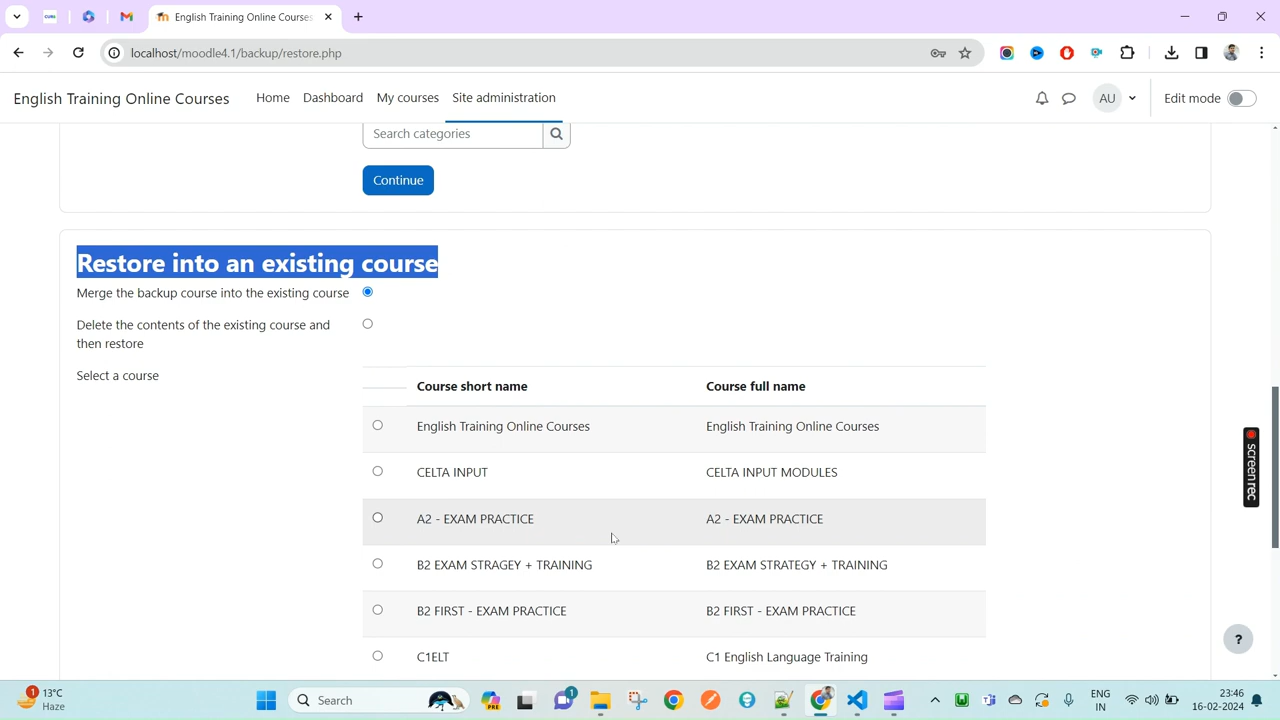 CURSI
English Training Online Courses
localhost/moodle4.1/backup/restore.php
English Training Online Courses
Home
Dashboard
My courses
Site administration
AU
Edit mode
Search categories
Continue
Restore into an existing course
Merge the backup course into the existing course
Delete the contents of the existing course and
then restore
Select a course
Course short name
Course full name
English Training Online Courses
English Training Online Courses
CELTA INPUT
CELTA INPUT MODULES
A2 - EXAM PRACTICE
A2 - EXAM PRACTICE
B2 EXAM STRAGEY + TRAINING
B2 EXAM STRATEGY + TRAINING
B2 FIRST - EXAM PRACTICE
B2 FIRST - EXAM PRACTICE
C1ELT
C1 English Language Training
screenrec
?
1
13°C
Haze
Search
PRE
1
ENG
IN
23:46
16-02-2024